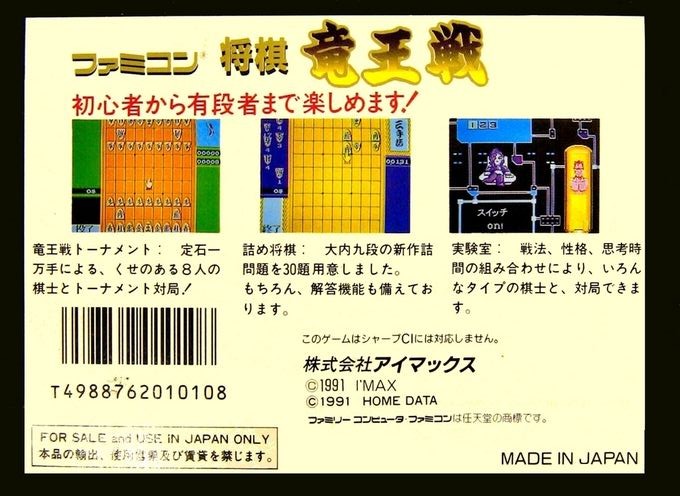 ファミコン 将棋 竜王戦
初心者から有段者まで楽しめます!
竜王戦トーナメント: 定石一
万手による、くせのある8人の
棋士とトーナメント対局!
詰め将棋: 大内九段の新作詰
問題を30題用意しました。
もちろん、解答機能も備えてお
ります。
123
スイッチ
on!
実験室: 戦法、性格、思考時
間の組み合わせにより、いろん
なタイプの棋士と、対局できま
す。
T4988762010108
このゲームはシャープC1には対応しません。
株式会社アイマックス
©1991 I'MAX
©1991 HOME DATA
ファミリーコンピュータ・ファミコンは任天堂の商標です。
FOR SALE and USE IN JAPAN ONLY
本品の輸出、使用営業及び賃貸を禁じます。
MADE IN JAPAN